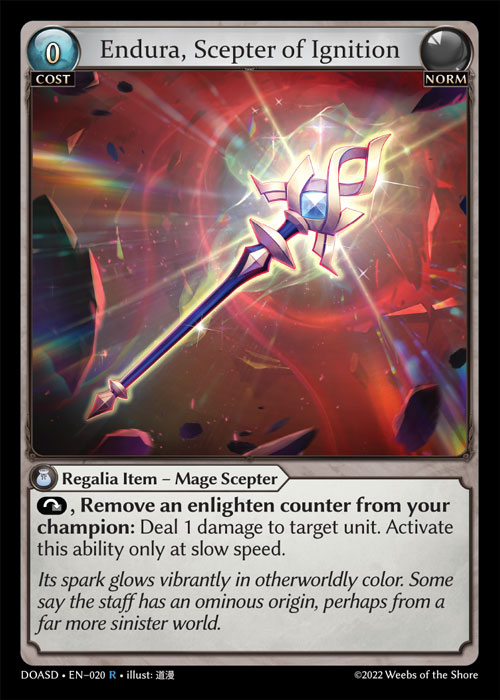 0
Endura, Scepter of Ignition
COST
NORM
Regalia Item – Mage Scepter
, Remove an enlighten counter from your
champion: Deal 1 damage to target unit. Activate
this ability only at slow speed.
Its spark glows vibrantly in otherworldly color. Some
say the staff has an ominous origin, perhaps from a
far more sinister world.
DOASD • EN–020 R • illust: 道漫
©2022 Weebs of the Shore